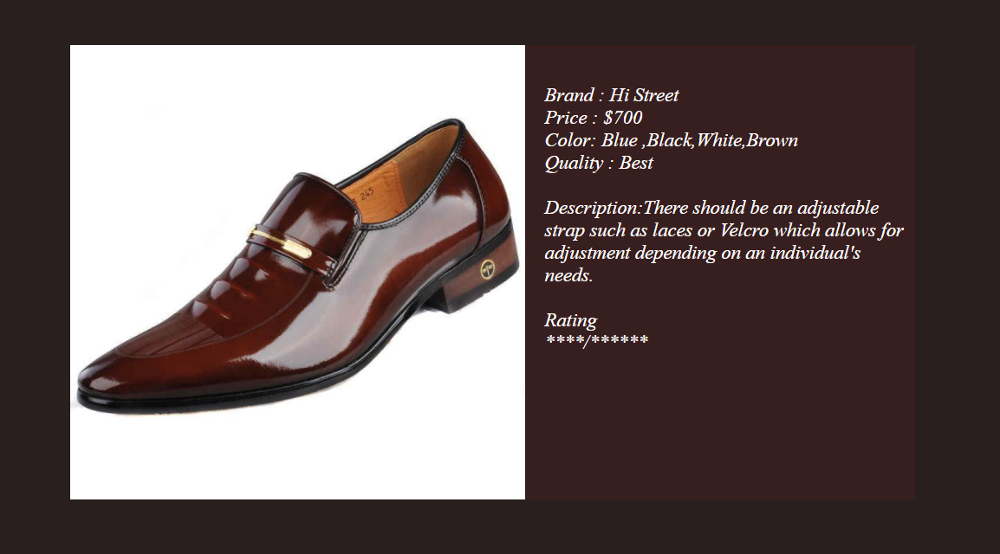 Brand : Hi Street
Price : $700
Color: Blue ,Black,White,Brown
Quality : Best
Description:There should be an adjustable
strap such as laces or Velcro which allows for
adjustment depending on an individual's
needs.
Rating
****/******
245